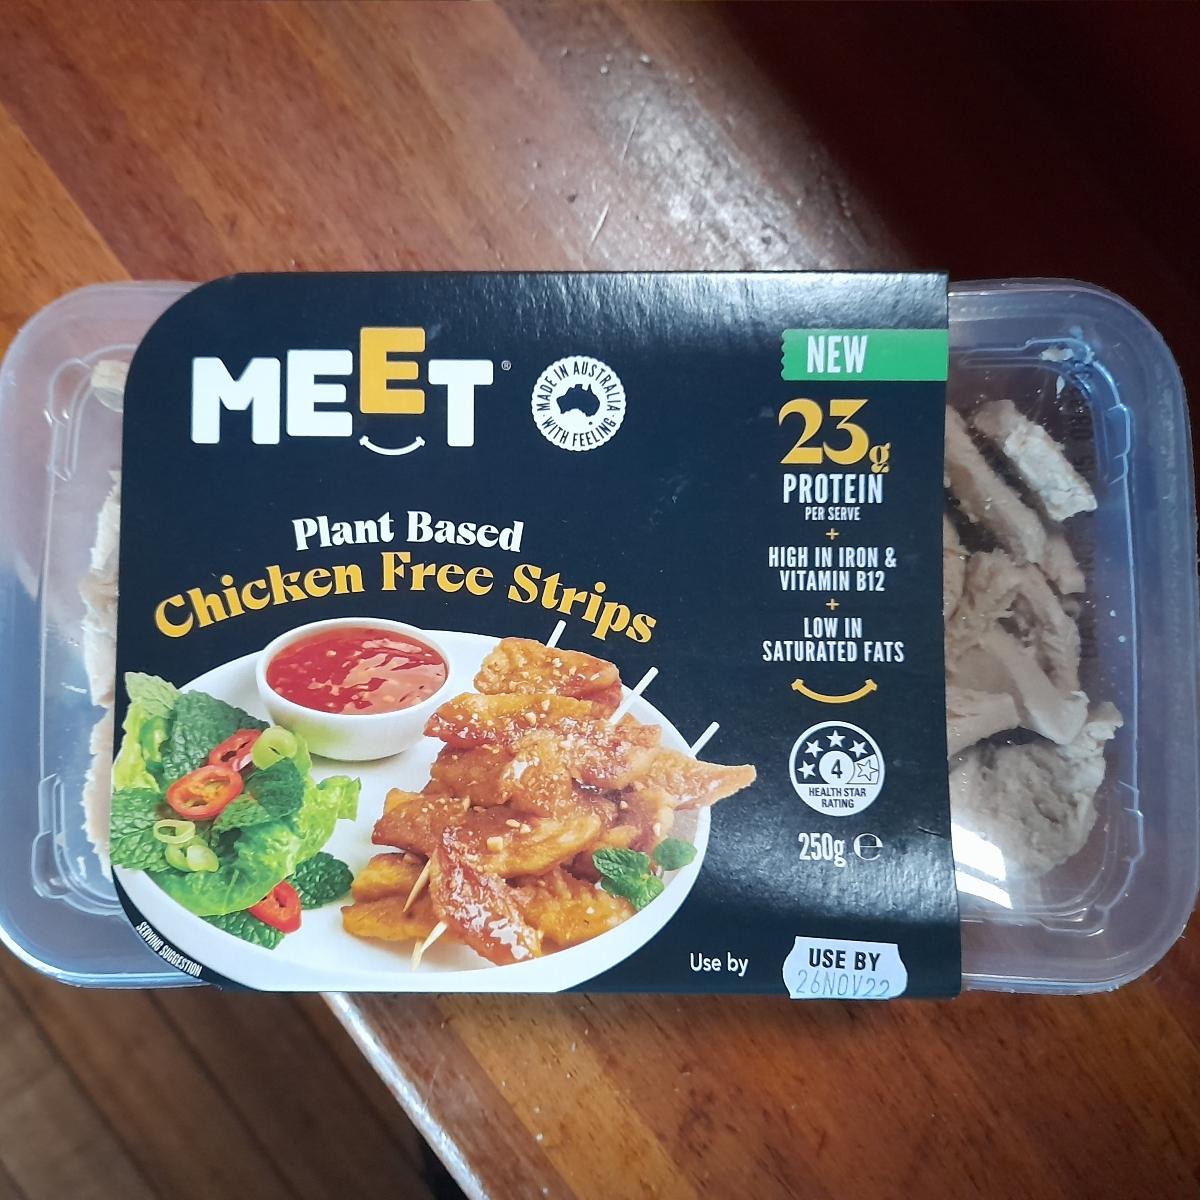 MEET®
MADE IN AUSTRALIA
WITH FEELING
Plant Based
Chicken Free Strips
NEW
23g
PROTEIN
PER SERVE
+
HIGH IN IRON &
VITAMIN B12
+
LOW IN
SATURATED FATS
4
HEALTH STAR
RATING
250g ℮
SERVING SUGGESTION
Use by
USE BY
26NOV22